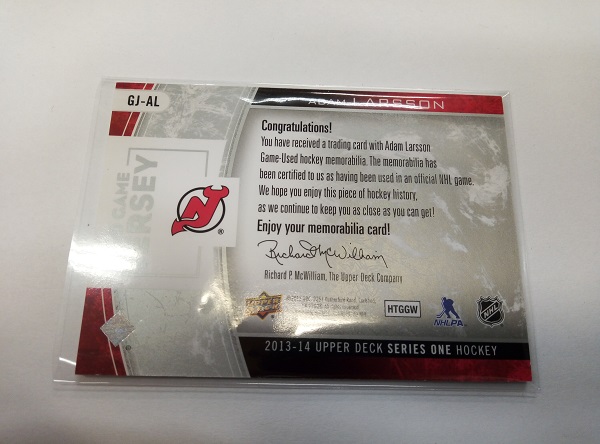 GJ-AL
ADAM LARSSON
Congratulations!
You have received a trading card with Adam Larsson
Game-Used hockey memorabilia. The memorabilia has
been certified to us as having been used in an official NHL game.
We hope you enjoy this piece of hockey history,
as we continue to keep you as close as you can get!
Enjoy your memorabilia card!
Richard McWilliam
Richard P. McWilliam, The Upper Deck Company
GAME
JERSEY
HTGGW
NHLPA
NHL
2013-14 UPPER DECK SERIES ONE HOCKEY